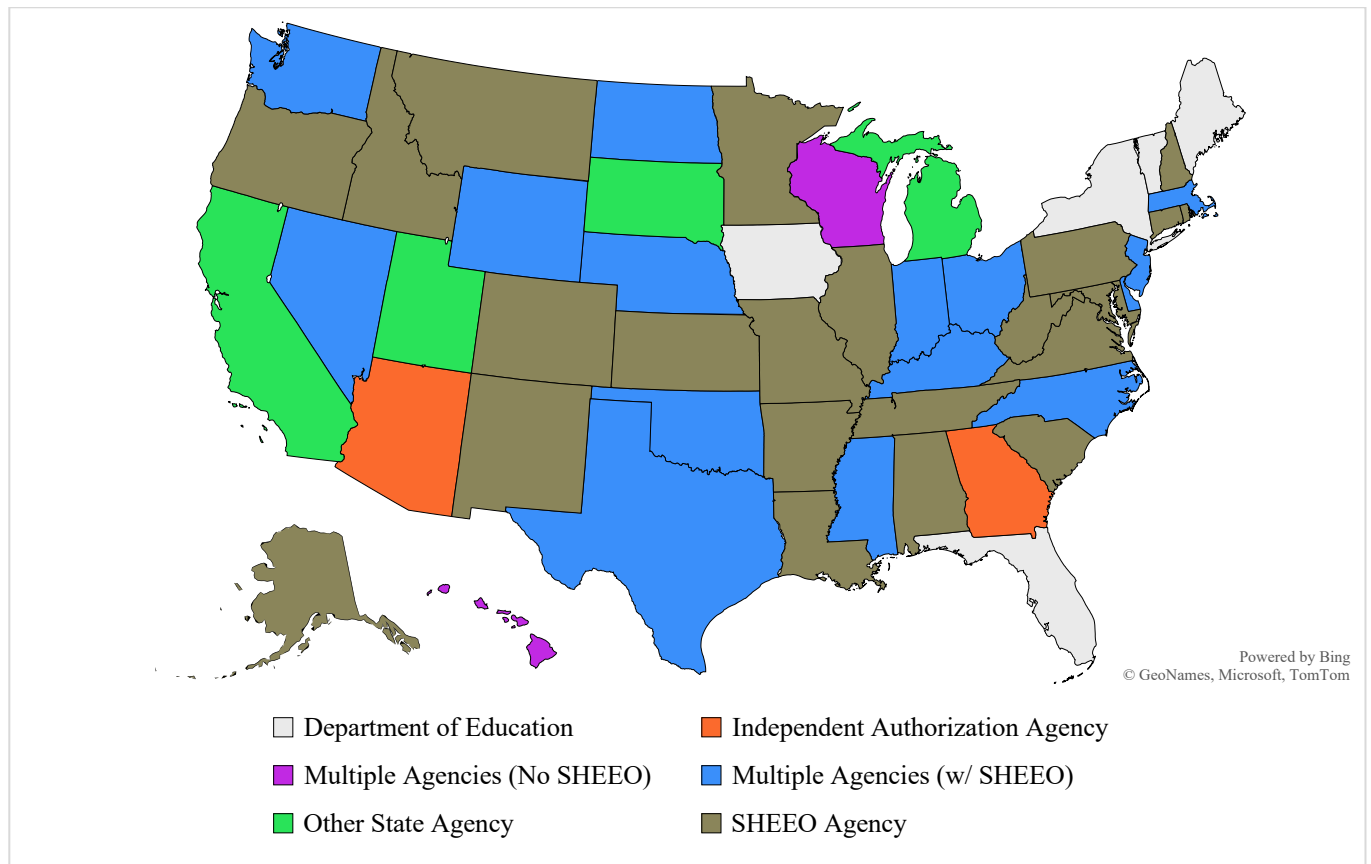 Powered by Bing
© GeoNames, Microsoft, TomTom
Department of Education
Independent Authorization Agency
Multiple Agencies (No SHEEO)
Multiple Agencies (w/ SHEEO)
Other State Agency
SHEEO Agency